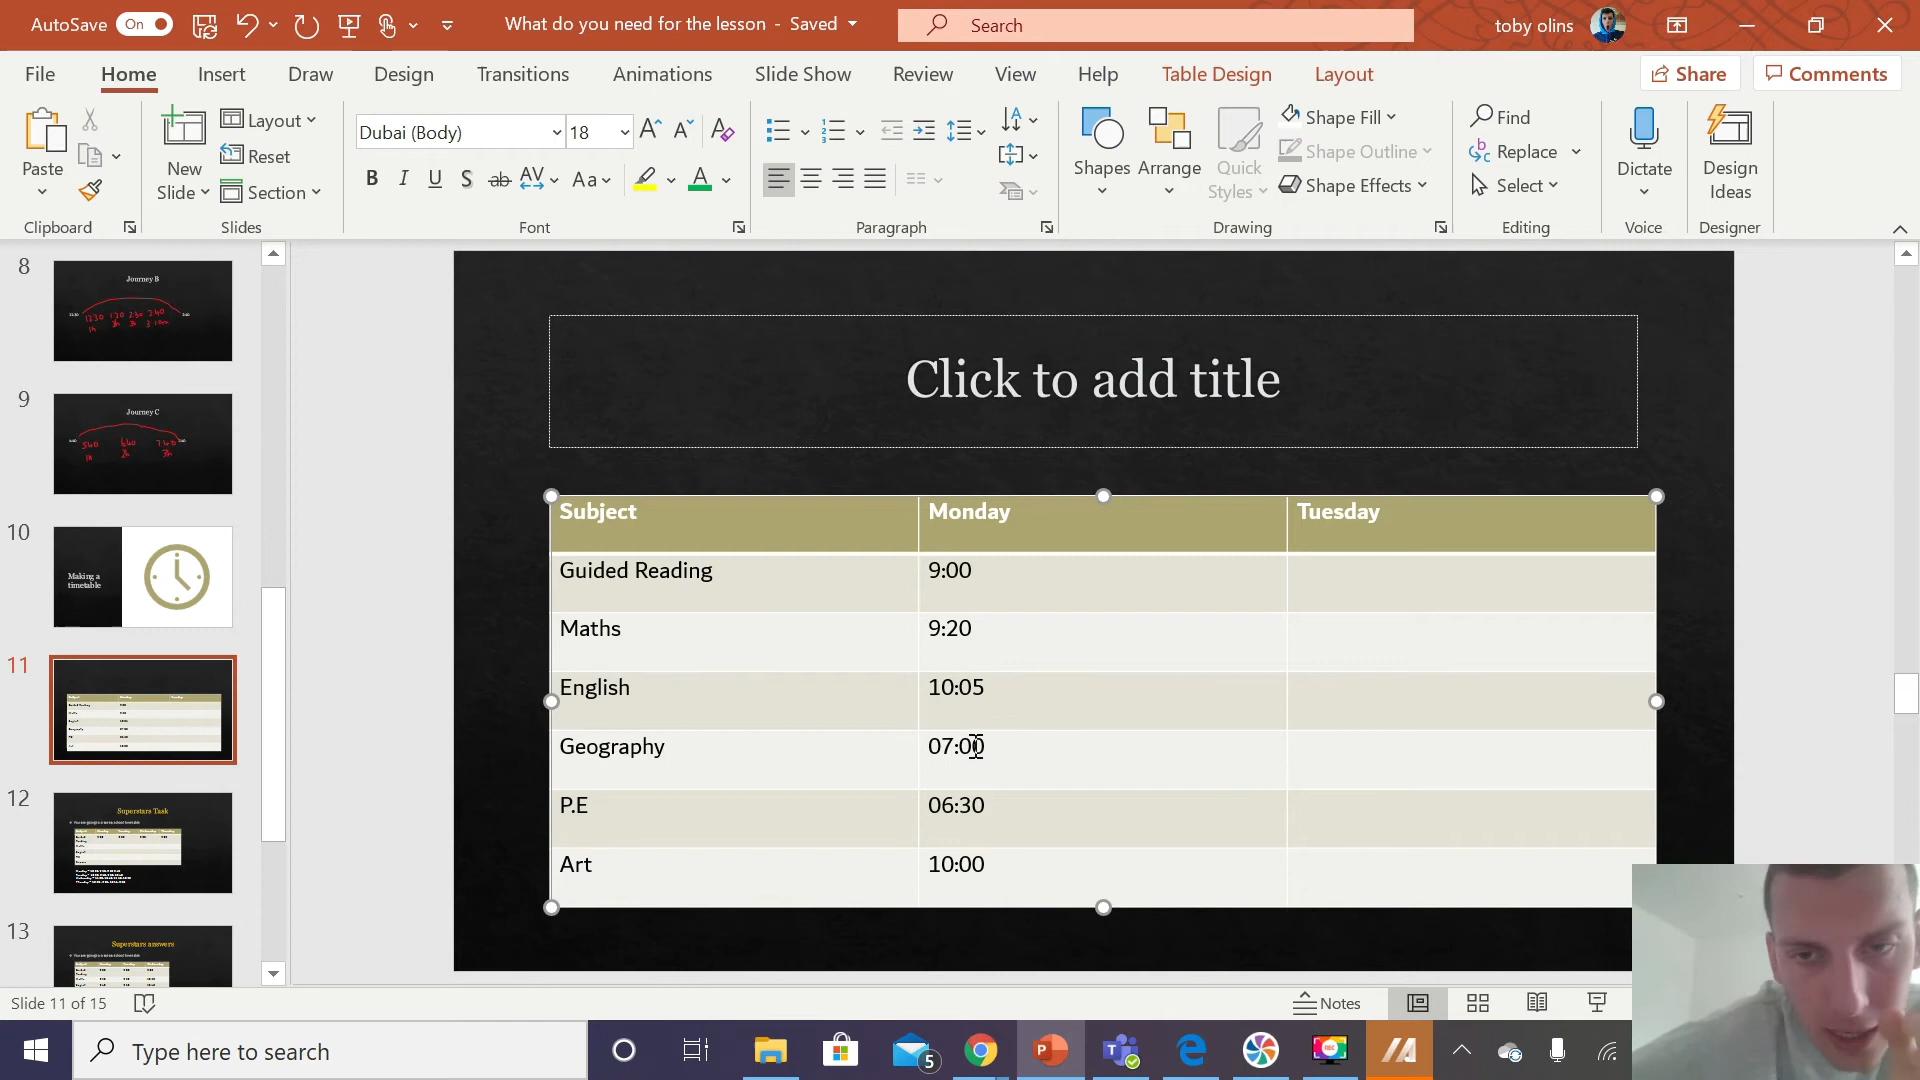 AutoSave On What do you need for the lesson - Saved Search toby olins
File Home Insert Draw Design Transitions Animations Slide Show Review View Help Table Design Layout Share Comments
Paste
Clipboard
New Slide
Layout
Reset
Section
Slides
Dubai (Body) 18
Font
Paragraph
Shapes
Arrange
Quick Styles
Shape Fill
Shape Outline
Shape Effects
Drawing
Find
Replace
Select
Editing
Dictate
Voice
Design Ideas
Designer
8
Journey B
9
Journey C
10
Making a timetable
11
12
Superstars Task
13
Superstars answers
Click to add title
Subject Monday Tuesday
Guided Reading 9:00
Maths 9:20
English 10:05
Geography 07:00
P.E 06:30
Art 10:00
Slide 11 of 15 Notes
Type here to search 5